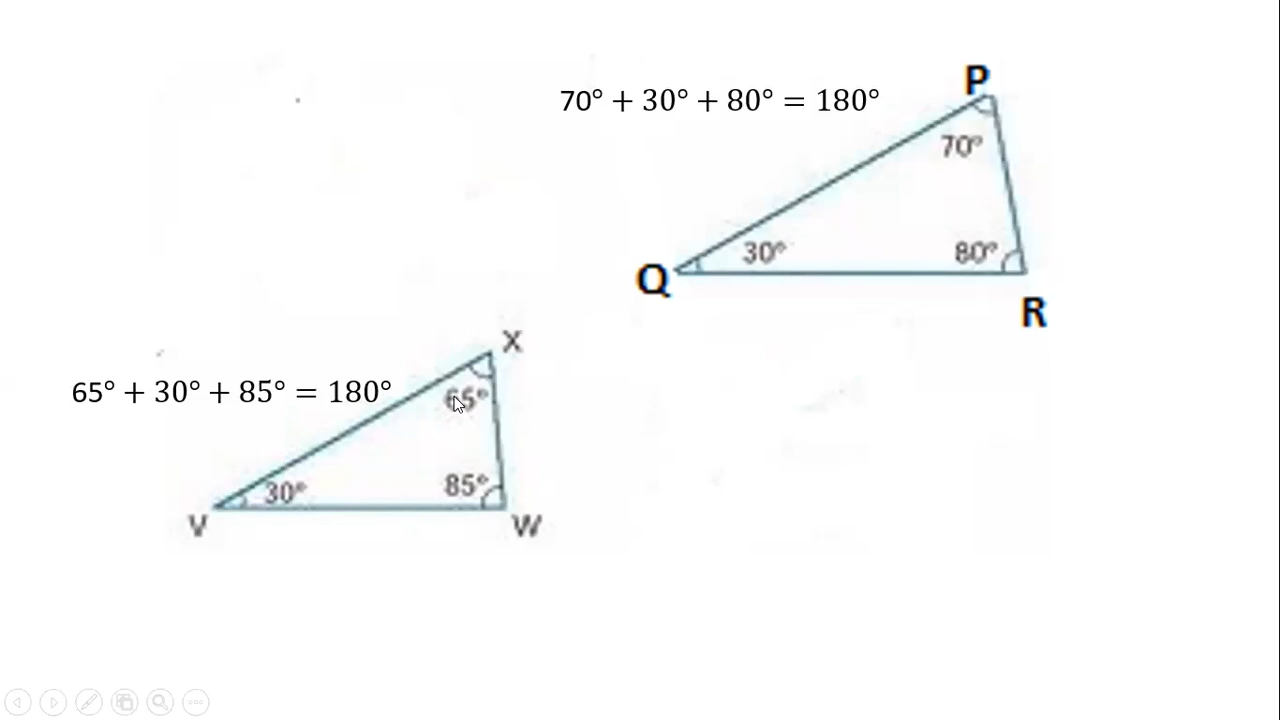 P
70° + 30° + 80° = 180°
70°
30°
80°
Q
R
X
65° + 30° + 85° = 180°
65°
30°
85°
V
W